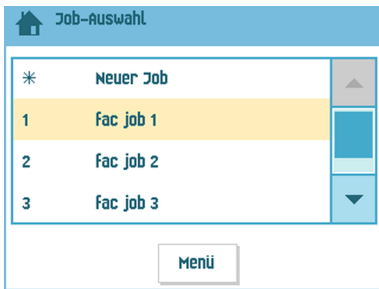 Job-Auswahl
* Neuer Job
1 fac job 1
2 fac job 2
3 fac job 3
Menü